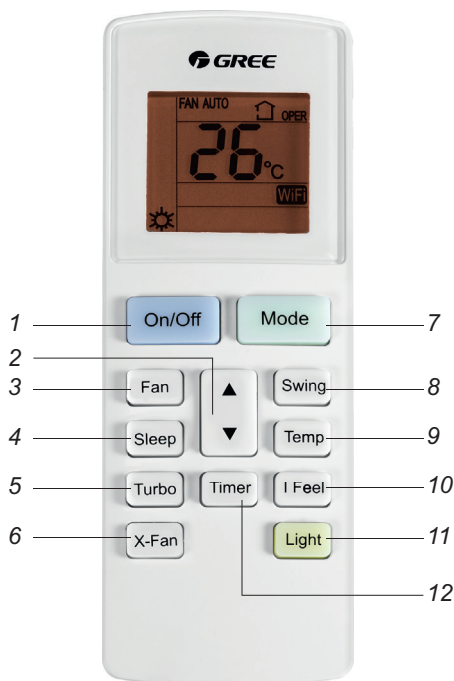 GREE
FAN AUTO
OPER
26°C
WiFi
1 On/Off Mode 7
2
3 Fan ▲ Swing 8
4 Sleep ▼ Temp 9
5 Turbo Timer I Feel 10
6 X-Fan Light 11
12